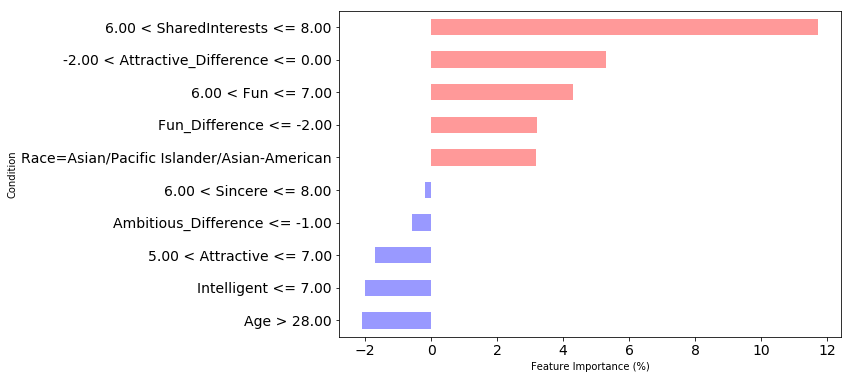 6.00 < SharedInterests <= 8.00
-2.00 < Attractive_Difference <= 0.00
6.00 < Fun <= 7.00
Fun_Difference <= -2.00
Race=Asian/Pacific Islander/Asian-American
6.00 < Sincere <= 8.00
Ambitious_Difference <= -1.00
5.00 < Attractive <= 7.00
Intelligent <= 7.00
Age > 28.00
Condition
−2 0 2 4 6 8 10 12
Feature Importance (%)